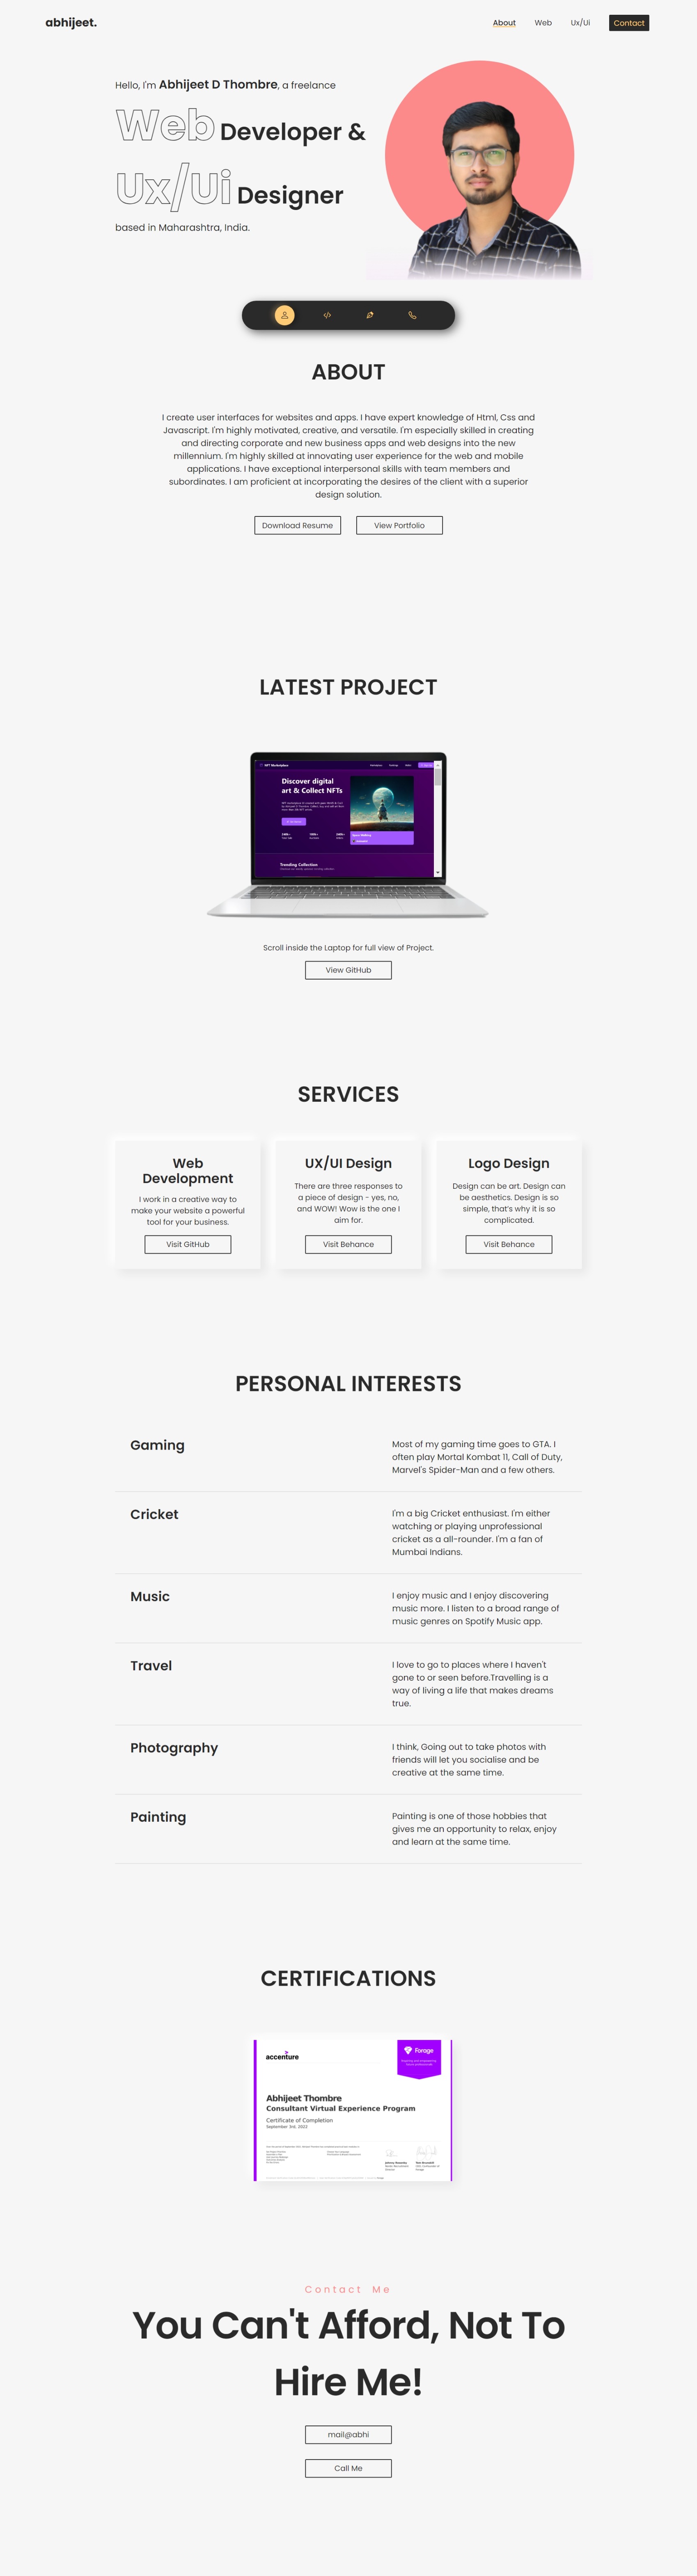 abhijeet.
About Web Ux/Ui Contact
Hello, I'm Abhijeet D Thombre, a freelance
Web Developer &
Ux/Ui Designer
based in Maharashtra, India.
ABOUT
I create user interfaces for websites and apps. I have expert knowledge of Html, Css and
Javascript. I'm highly motivated, creative, and versatile. I'm especially skilled in creating
and directing corporate and new business apps and web designs into the new
millennium. I'm highly skilled at innovating user experience for the web and mobile
applications. I have exceptional interpersonal skills with team members and
subordinates. I am proficient at incorporating the desires of the client with a superior
design solution.
Download Resume View Portfolio
LATEST PROJECT
NFT Marketplace
Discover digital
art & Collect NFTs
Trending Collection
Scroll inside the Laptop for full view of Project.
View GitHub
SERVICES
Web
Development
I work in a creative way to
make your website a powerful
tool for your business.
Visit GitHub
UX/UI Design
There are three responses to
a piece of design - yes, no,
and WOW! Wow is the one I
aim for.
Visit Behance
Logo Design
Design can be art. Design can
be aesthetics. Design is so
simple, that's why it is so
complicated.
Visit Behance
PERSONAL INTERESTS
Gaming
Most of my gaming time goes to GTA. I
often play Mortal Kombat 11, Call of Duty,
Marvel's Spider-Man and a few others.
Cricket
I'm a big Cricket enthusiast. I'm either
watching or playing unprofessional
cricket as a all-rounder. I'm a fan of
Mumbai Indians.
Music
I enjoy music and I enjoy discovering
music more. I listen to a broad range of
music genres on Spotify Music app.
Travel
I love to go to places where I haven't
gone to or seen before.Travelling is a
way of living a life that makes dreams
true.
Photography
I think, Going out to take photos with
friends will let you socialise and be
creative at the same time.
Painting
Painting is one of those hobbies that
gives me an opportunity to relax, enjoy
and learn at the same time.
CERTIFICATIONS
accenture
Forage
Abhijeet Thombre
Consultant Virtual Experience Program
Certificate of Completion
September 3rd, 2022
Contact Me
You Can't Afford, Not To
Hire Me!
mail@abhi
Call Me